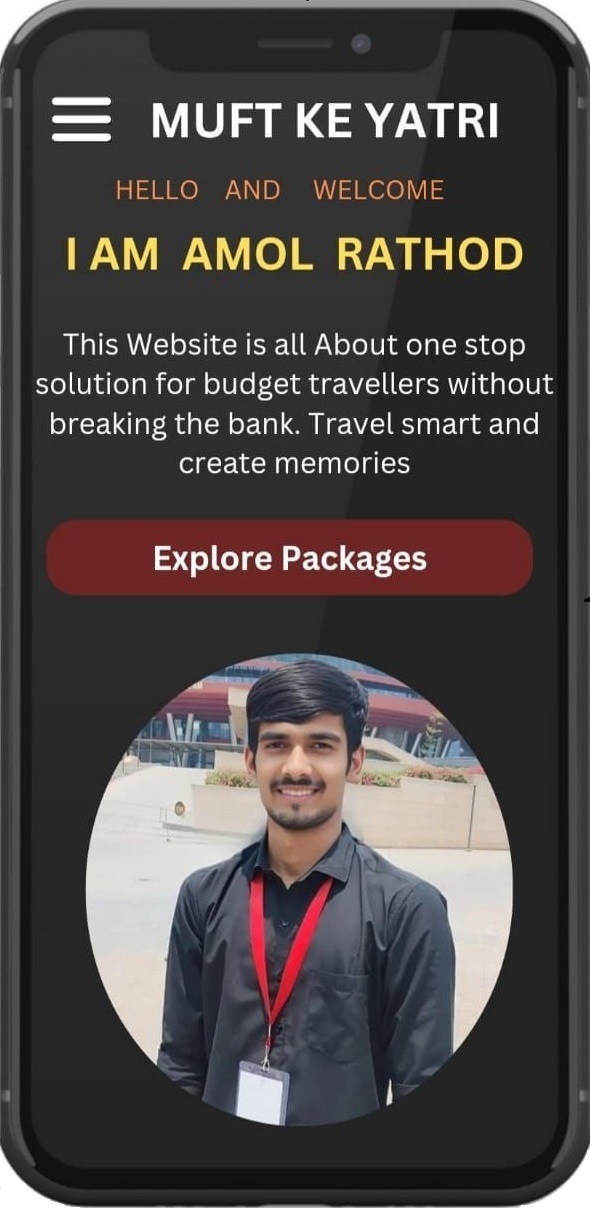 MUFT KE YATRI
HELLO AND WELCOME
I AM AMOL RATHOD
This Website is all About one stop
solution for budget travellers without
breaking the bank. Travel smart and
create memories
Explore Packages